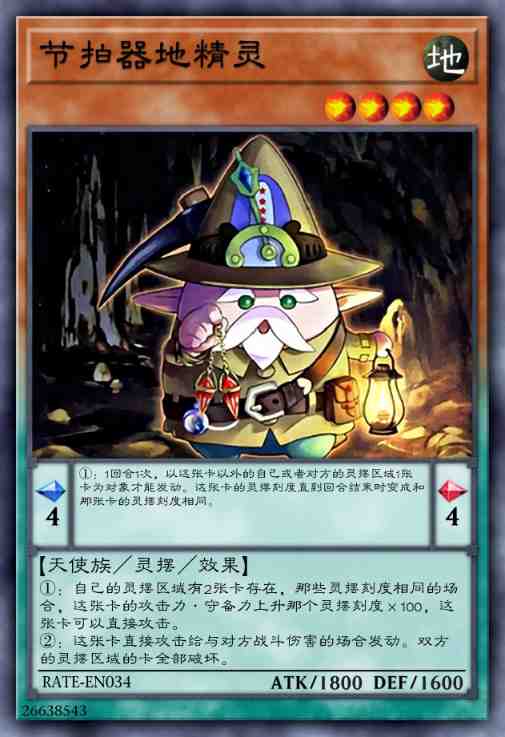 节拍器地精灵
地
①：1回合1次，以这张卡以外的自己或者对方的灵摆区域1张
卡为对象才能发动。这张卡的灵摆刻度直到回合结束时变成和
那张卡的灵摆刻度相同。
4
4
【天使族／灵摆／效果】
①：自己的灵摆区域有2张卡存在，那些灵摆刻度相同的场
合，这张卡的攻击力·守备力上升那个灵摆刻度×100，这
张卡可以直接攻击。
②：这张卡直接攻击给与对方战斗伤害的场合发动。双方
的灵摆区域的卡全部破坏。
RATE-EN034 ATK/1800 DEF/1600
26638543